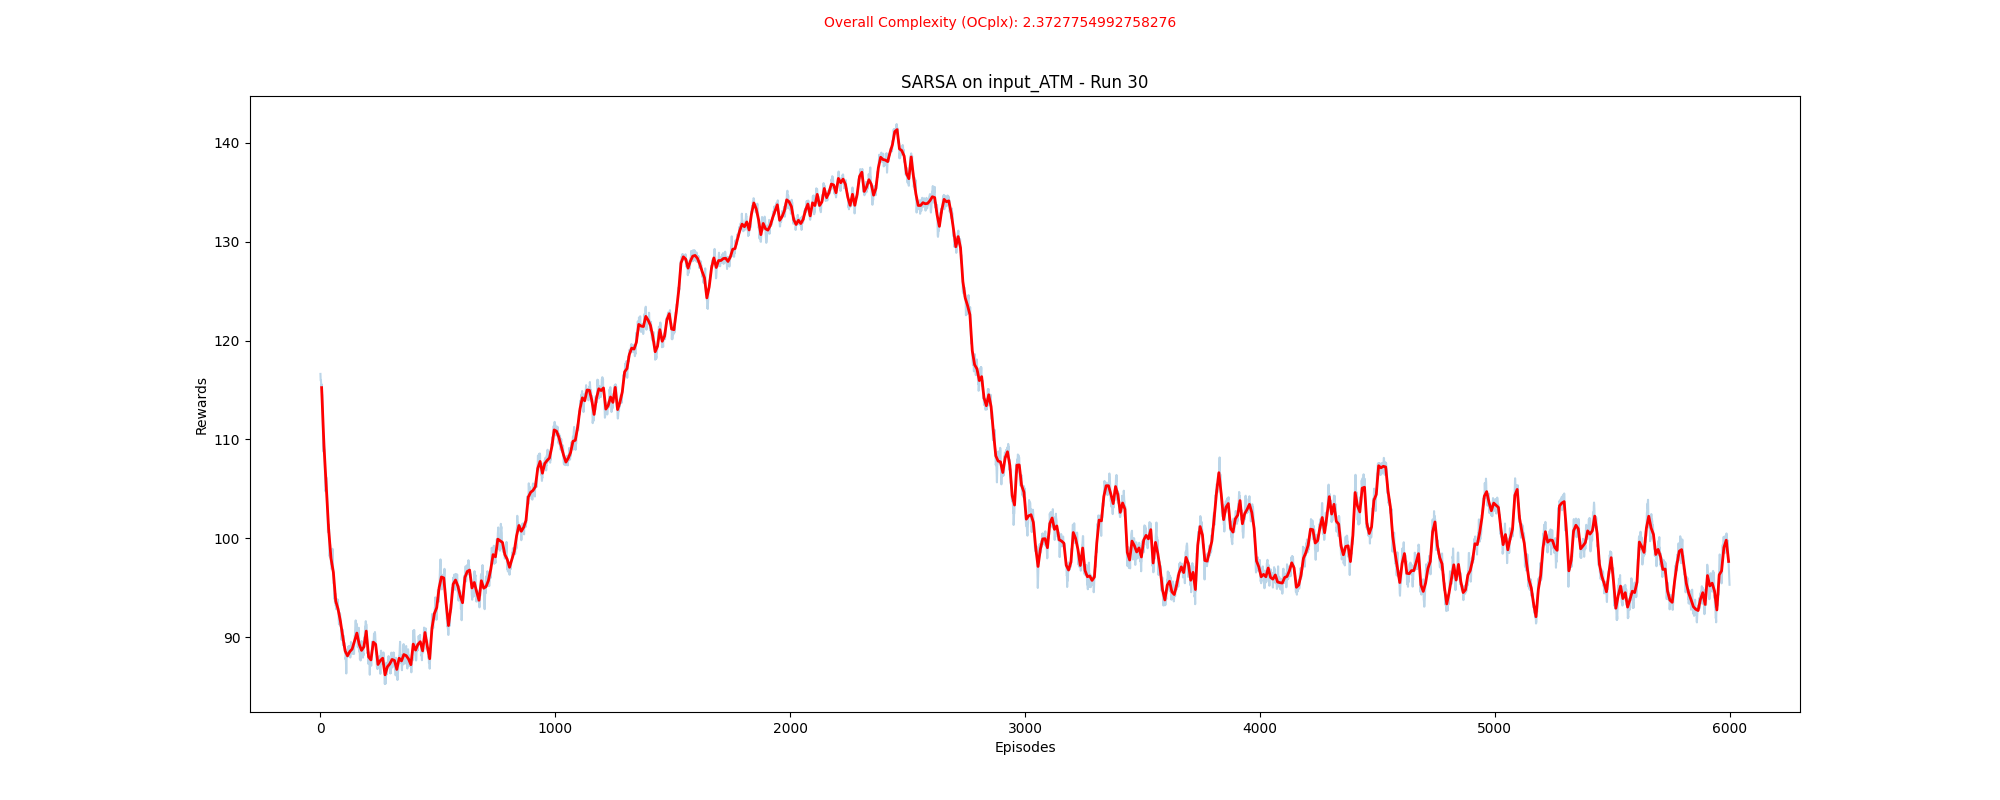 Overall Complexity (OCplx): 2.3727754992758276
SARSA on input_ATM - Run 30
140
130
120
110
100
90
Rewards
0 1000 2000 3000 4000 5000 6000
Episodes